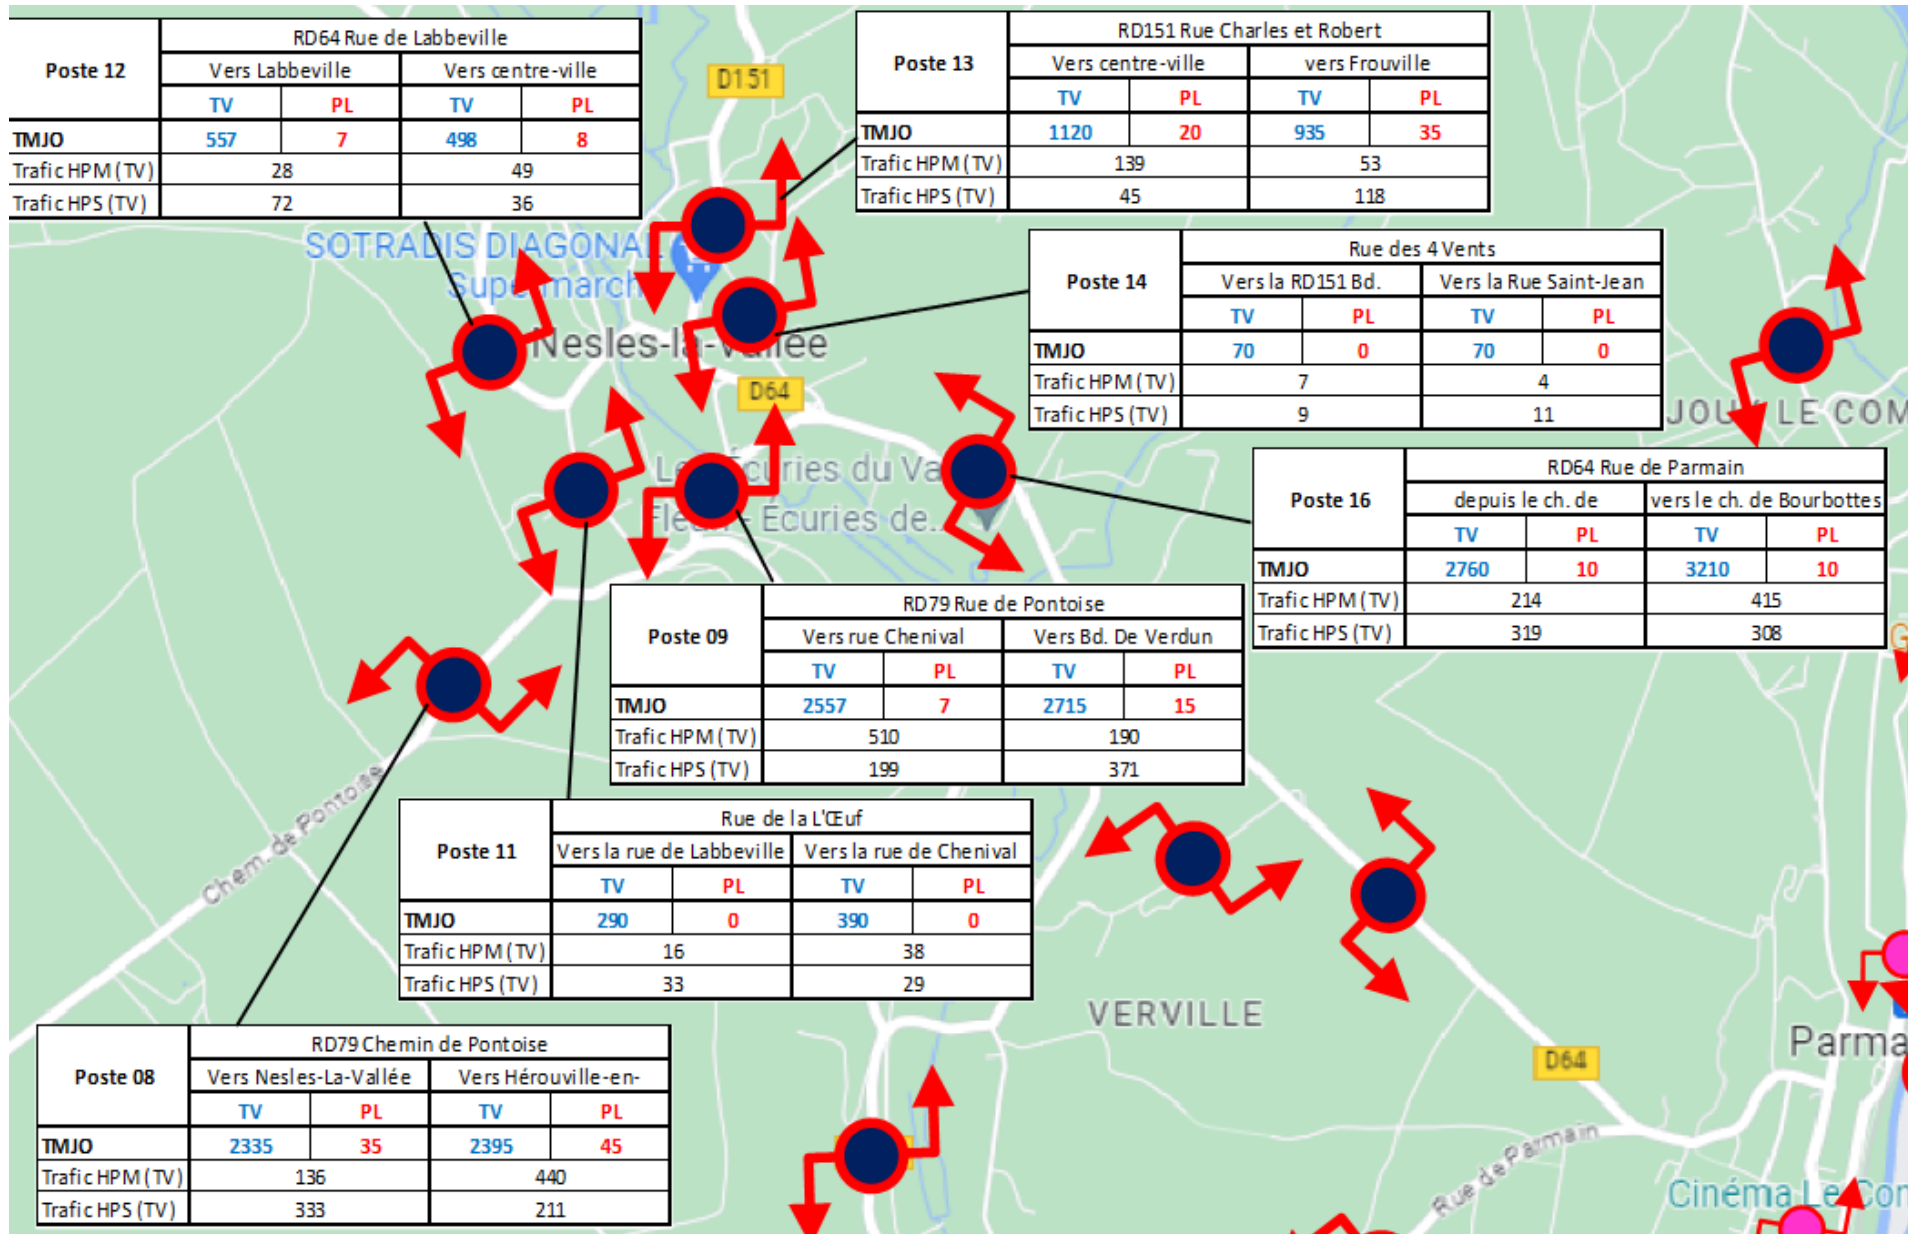 Poste 12
RD64 Rue de Labbeville
Vers Labbeville Vers centre-ville
TV PL TV PL
TMJO 557 7 498 8
Trafic HPM (TV) 28 49
Trafic HPS (TV) 72 36
Poste 13
RD151 Rue Charles et Robert
Vers centre-ville vers Frouville
TV PL TV PL
TMJO 1120 20 935 35
Trafic HPM (TV) 139 53
Trafic HPS (TV) 45 118
D151
SOTRADIS DIAGONAL
Nesles-la-Vallée
D64
Poste 14
Rue des 4 Vents
Vers la RD151 Bd. Vers la Rue Saint-Jean
TV PL TV PL
TMJO 70 0 70 0
Trafic HPM (TV) 7 4
Trafic HPS (TV) 9 11
Écuries de...
Poste 16
RD64 Rue de Parmain
depuis le ch. de vers le ch. de Bourbottes
TV PL TV PL
TMJO 2760 10 3210 10
Trafic HPM (TV) 214 415
Trafic HPS (TV) 319 308
Poste 09
RD79 Rue de Pontoise
Vers rue Chenival Vers Bd. De Verdun
TV PL TV PL
TMJO 2557 7 2715 15
Trafic HPM (TV) 510 190
Trafic HPS (TV) 199 371
Chem. de Pontoise
Poste 11
Rue de la L'Œuf
Vers la rue de Labbeville Vers la rue de Chenival
TV PL TV PL
TMJO 290 0 390 0
Trafic HPM (TV) 16 38
Trafic HPS (TV) 33 29
VERVILLE
Parma
D64
Rue de Parmain
Cinéma Le Con
Poste 08
RD79 Chemin de Pontoise
Vers Nesles-La-Vallée Vers Hérouville-en-
TV PL TV PL
TMJO 2335 35 2395 45
Trafic HPM (TV) 136 440
Trafic HPS (TV) 333 211